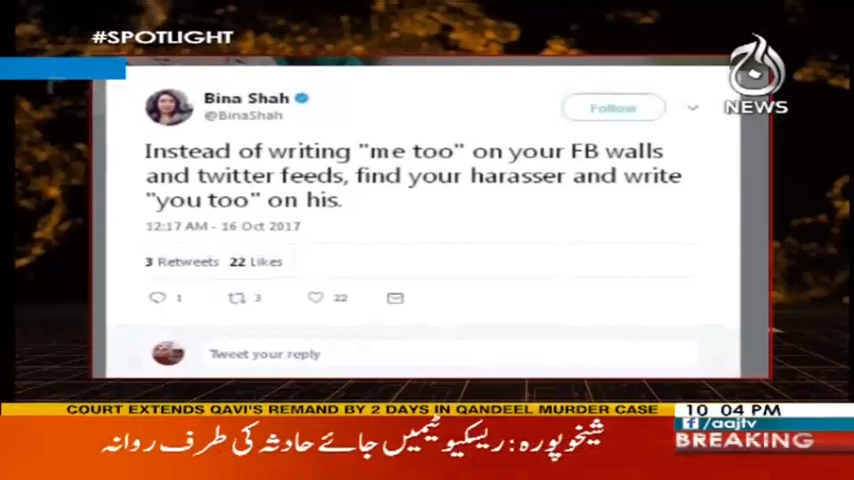 #SPOTLIGHT
آج
NEWS
Bina Shah
@BinaShah
Follow
Instead of writing "me too" on your FB walls
and twitter feeds, find your harasser and write
"you too" on his.
12:17 AM - 16 Oct 2017
3 Retweets 22 Likes
1 3 22
Tweet your reply
COURT EXTENDS QAVI'S REMAND BY 2 DAYS IN QANDEEL MURDER CASE
10 04 PM
f/aajtv
BREAKING
شیخوپورہ : ریسکیو ٹیمیں جائے حادثہ کی طرف روانہ